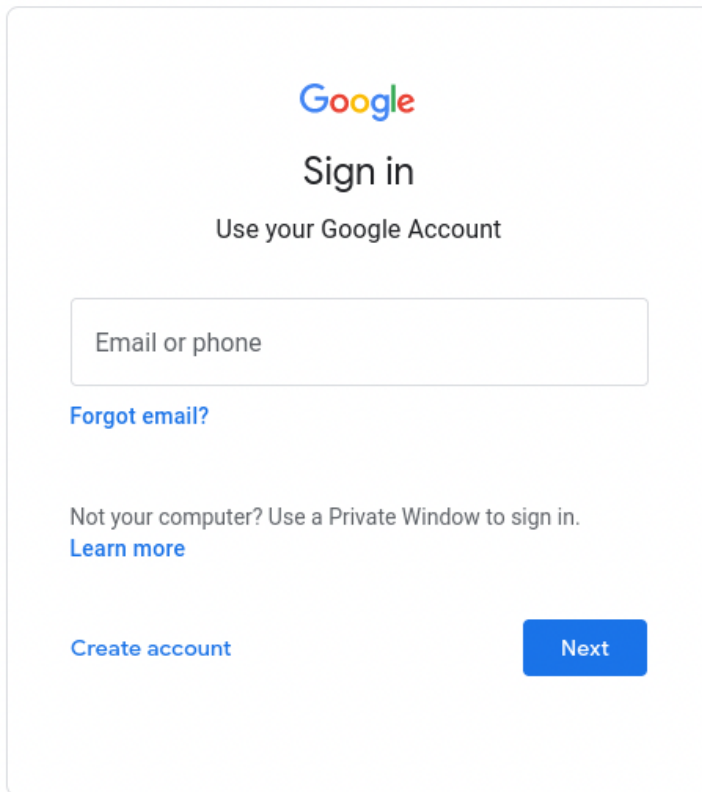 Google
Sign in
Use your Google Account
Email or phone
Forgot email?
Not your computer? Use a Private Window to sign in.
Learn more
Create account
Next